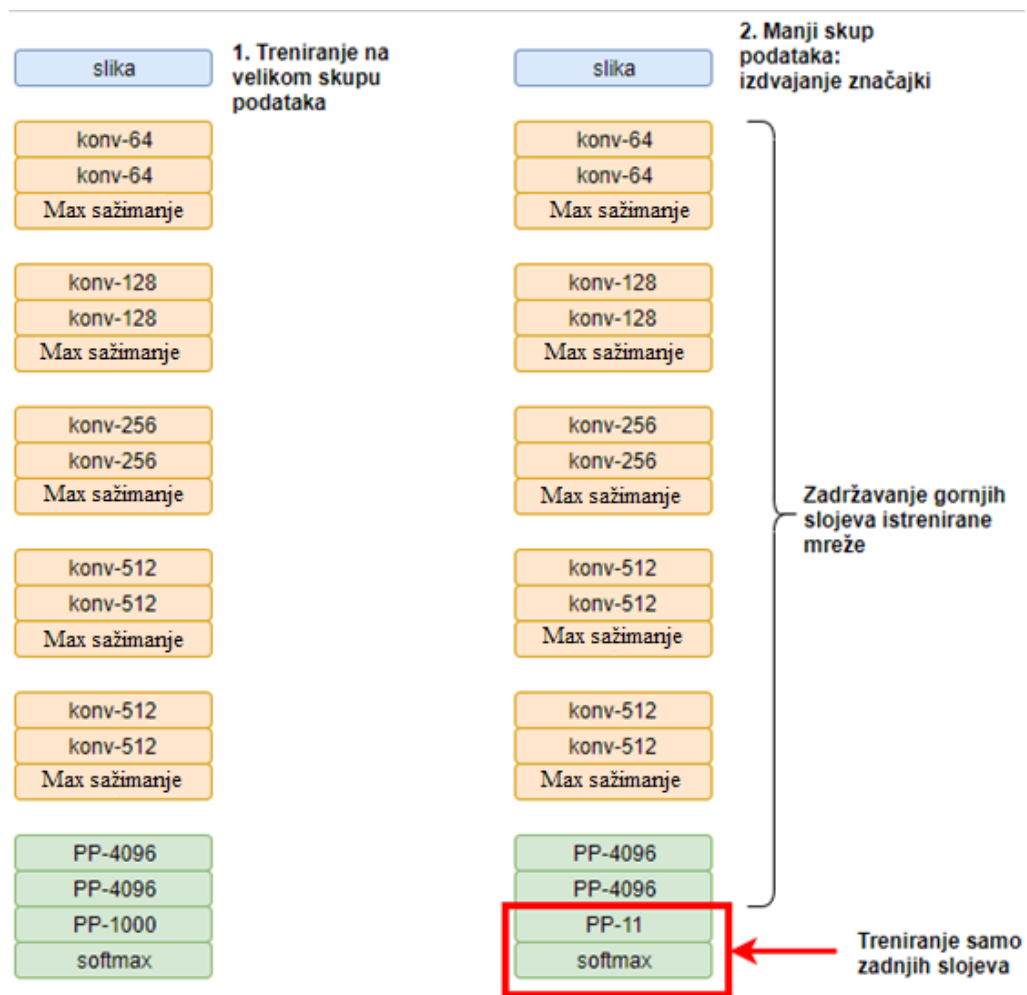 slika
1. Treniranje na
velikom skupu
podataka
konv-64
konv-64
Max sažimanje
konv-128
konv-128
Max sažimanje
konv-256
konv-256
Max sažimanje
konv-512
konv-512
Max sažimanje
konv-512
konv-512
Max sažimanje
PP-4096
PP-4096
PP-1000
softmax
2. Manji skup
podataka:
izdvajanje značajki
slika
konv-64
konv-64
Max sažimanje
konv-128
konv-128
Max sažimanje
konv-256
konv-256
Max sažimanje
konv-512
konv-512
Max sažimanje
konv-512
konv-512
Max sažimanje
PP-4096
PP-4096
PP-11
softmax
Zadržavanje gornjih
slojeva istrenirane
mreže
Treniranje samo
zadnjih slojeva